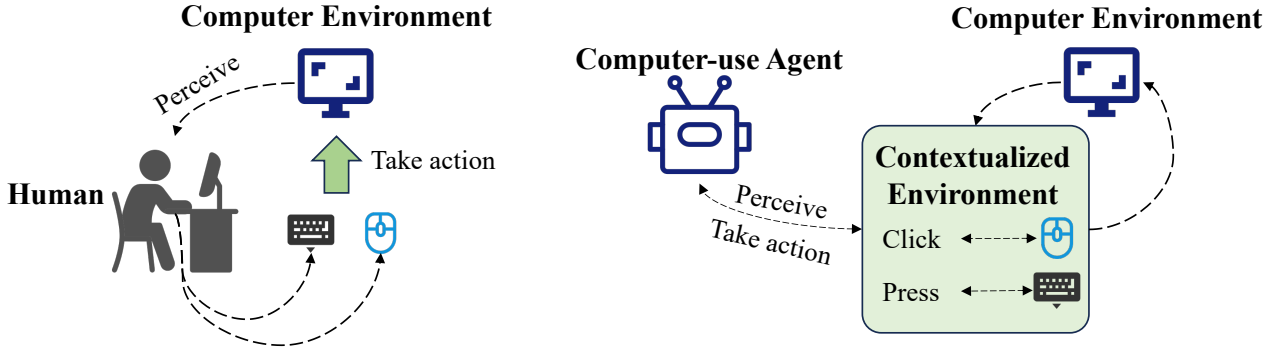 Computer Environment
Perceive
Take action
Human
Computer Environment
Computer-use Agent
Contextualized
Environment
Perceive
Take action
Click
Press